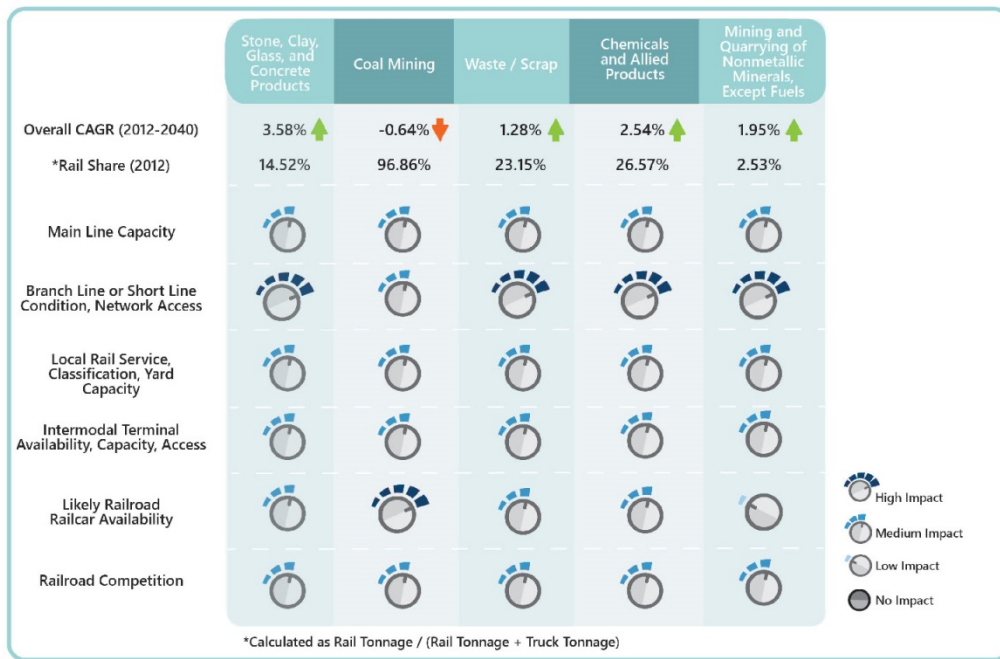 Stone, Clay,
Glass, and
Concrete
Products
Coal Mining
Waste / Scrap
Chemicals
and Allied
Products
Mining and
Quarrying of
Nonmetallic
Minerals,
Except Fuels
Overall CAGR (2012-2040)
3.58%
-0.64%
1.28%
2.54%
1.95%
*Rail Share (2012)
14.52%
96.86%
23.15%
26.57%
2.53%
Main Line Capacity
Branch Line or Short Line
Condition, Network Access
Local Rail Service,
Classification, Yard
Capacity
Intermodal Terminal
Availability, Capacity, Access
Likely Railroad
Railcar Availability
Railroad Competition
High Impact
Medium Impact
Low Impact
No Impact
*Calculated as Rail Tonnage / (Rail Tonnage + Truck Tonnage)